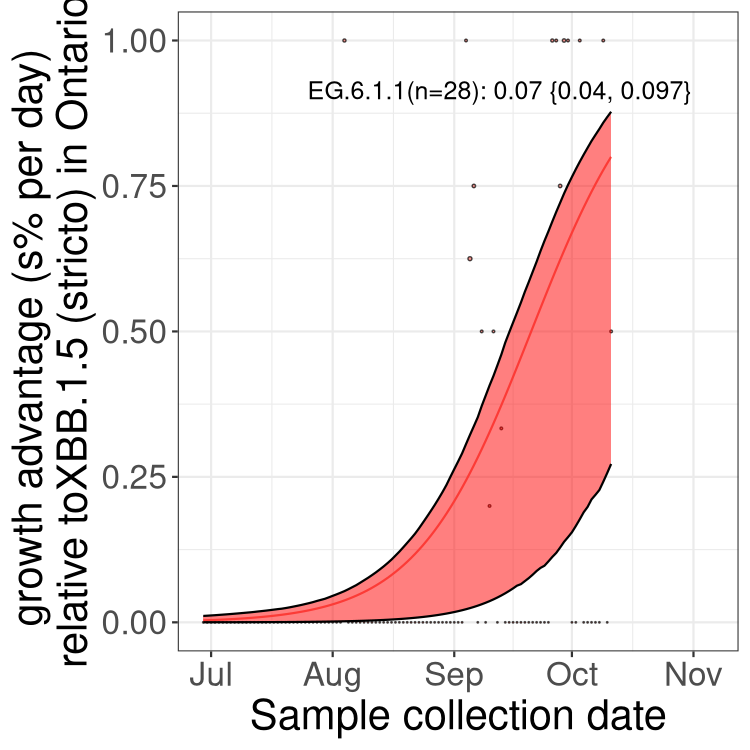 growth advantage (s% per day)
relative toXBB.1.5 (stricto) in Ontario
1.00
0.75
0.50
0.25
0.00
EG.6.1.1(n=28): 0.07 {0.04, 0.097}
Jul Aug Sep Oct Nov
Sample collection date